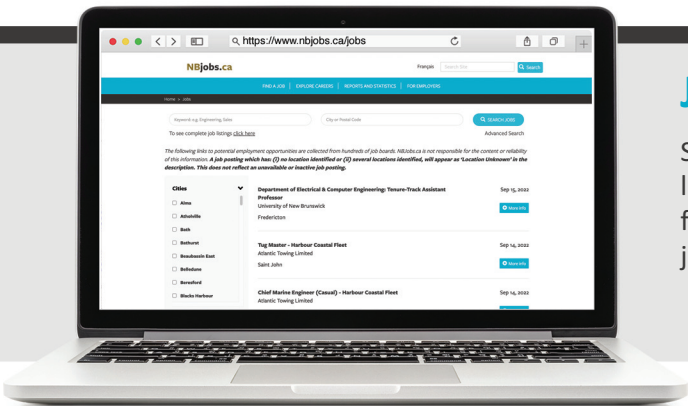 https://www.nbjobs.ca/jobs
NBjobs.ca
Français
Search Site
Search
FIND A JOB | EXPLORE CAREERS | REPORTS AND STATISTICS | FOR EMPLOYERS
Home > Jobs
Keyword: e.g. Engineering, Sales
City or Postal Code
SEARCH JOBS
To see complete job listings click here
Advanced Search
The following links to potential employment opportunities are collected from hundreds of job boards. NBJobs.ca is not responsible for the content or reliability
of this information. A job posting which has: (i) no location identified or (ii) several locations identified, will appear as 'Location Unknown' in the
description. This does not reflect an unavailable or inactive job posting.
Cities
Alma
Atholville
Bath
Bathurst
Beaubassin East
Belledune
Beresford
Blacks Harbour
Department of Electrical & Computer Engineering: Tenure-Track Assistant
Professor
Sep 15, 2022
University of New Brunswick
More info
Fredericton
Tug Master - Harbour Coastal Fleet
Sep 14, 2022
Atlantic Towing Limited
More info
Saint John
Chief Marine Engineer (Casual) - Harbour Coastal Fleet
Sep 14, 2022
Atlantic Towing Limited